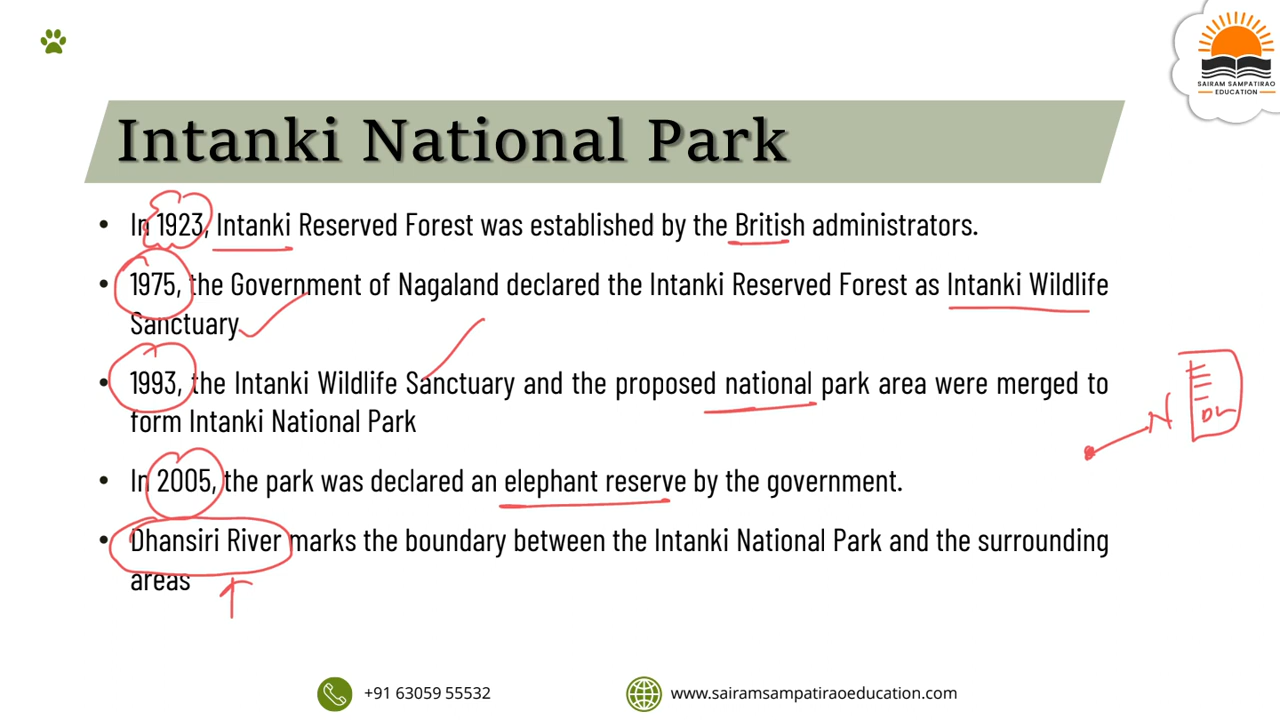 SAIRAM SAMPATIRAO
EDUCATION
Intanki National Park
• In 1923, Intanki Reserved Forest was established by the British administrators.
• 1975, the Government of Nagaland declared the Intanki Reserved Forest as Intanki Wildlife
Sanctuary
• 1993, the Intanki Wildlife Sanctuary and the proposed national park area were merged to
form Intanki National Park
N
• In 2005, the park was declared an elephant reserve by the government.
• Dhansiri River marks the boundary between the Intanki National Park and the surrounding
areas
+91 63059 55532
www.sairamsampatiraoeducation.com